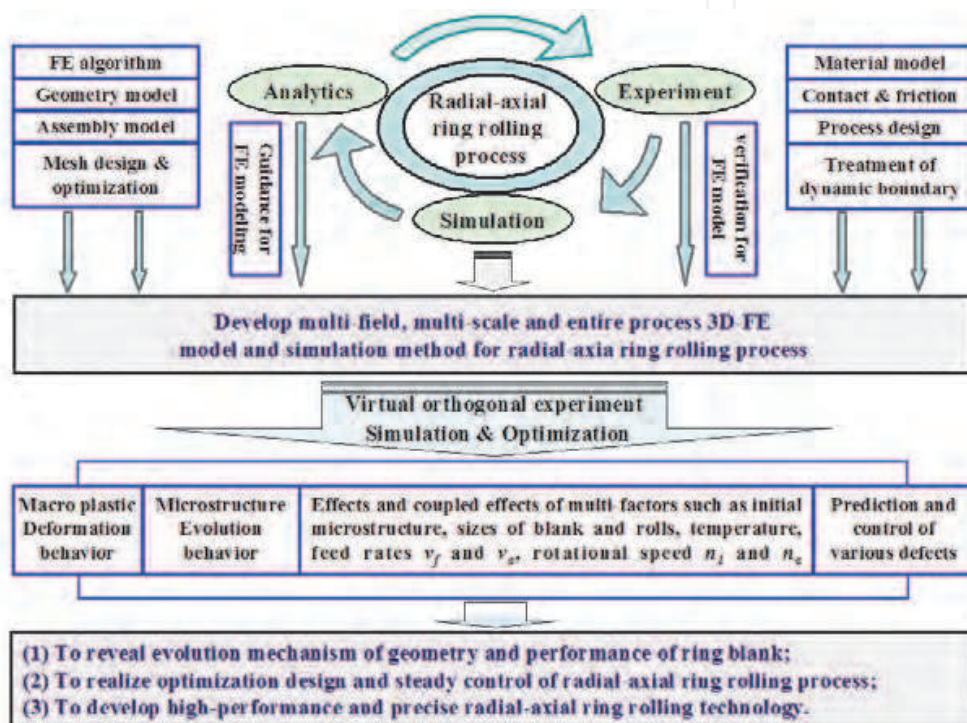 FE algorithm
Geometry model
Assembly model
Mesh design &
optimization
Analytics
Radial-axial
ring rolling
process
Experiment
Simulation
Guidance for
FE modeling
verification for
FE model
Material model
Contact & friction
Process design
Treatment of
dynamic boundary
Develop multi-field, multi-scale and entire process 3D-FE
model and simulation method for radial-axia ring rolling process
Virtual orthogonal experiment
Simulation & Optimization
Macro plastic
Deformation
behavior
Microstructure
Evolution
behavior
Effects and coupled effects of multi-factors such as initial
microstructure, sizes of blank and rolls, temperature,
feed rates v_f and v_a, rotational speed n_1 and n_a
Prediction and
control of
various defects
(1) To reveal evolution mechanism of geometry and performance of ring blank;
(2) To realize optimization design and steady control of radial-axial ring rolling process;
(3) To develop high-performance and precise radial-axial ring rolling technology.